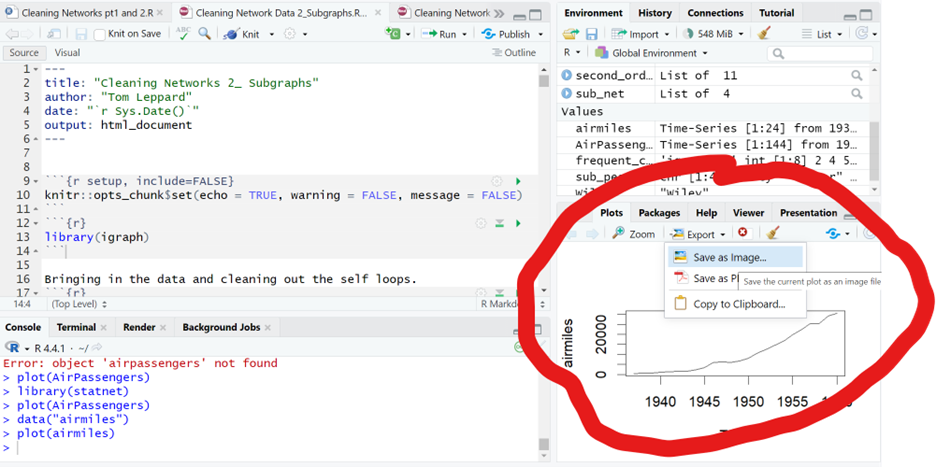 Cleaning Networks pt1 and 2.R
Cleaning Network Data 2_Subgraphs.R...
Cleaning Network
Knit on Save
ABC
Knit
Run
Publish
Source Visual
Outline
1 ---
2 title: "Cleaning Networks 2_ Subgraphs"
3 author: "Tom Leppard"
4 date: "`r Sys.Date()`"
5 output: html_document
6 ---
7
8
9 ```{r setup, include=FALSE}
10 knitr::opts_chunk$set(echo = TRUE, warning = FALSE, message = FALSE)
11 ```
12 ```{r}
13 library(igraph)
14 ```
15
16 Bringing in the data and cleaning out the self loops.
17 ```{r}
14:4 (Top Level) R Markd
Console Terminal Render Background Jobs
R 4.4.1 · ~/
Error: object 'airpassengers' not found
> plot(AirPassengers)
> library(statnet)
> plot(AirPassengers)
> data("airmiles")
> plot(airmiles)
>
Environment History Connections Tutorial
Import 548 MiB List
R Global Environment
second_ord... List of 11
sub_net List of 4
Values
airmiles Time-Series [1:24] from 193...
AirPasseng... Time-Series [1:144] from 19...
frequent_c... int [1:8] 2 4 5
"Wiley"
Plots Packages Help Viewer Presentation
Zoom Export
Save as Image...
Save as P
Save the current plot as an image file
Copy to Clipboard...
airmiles
20000
0
1940 1945 1950 1955